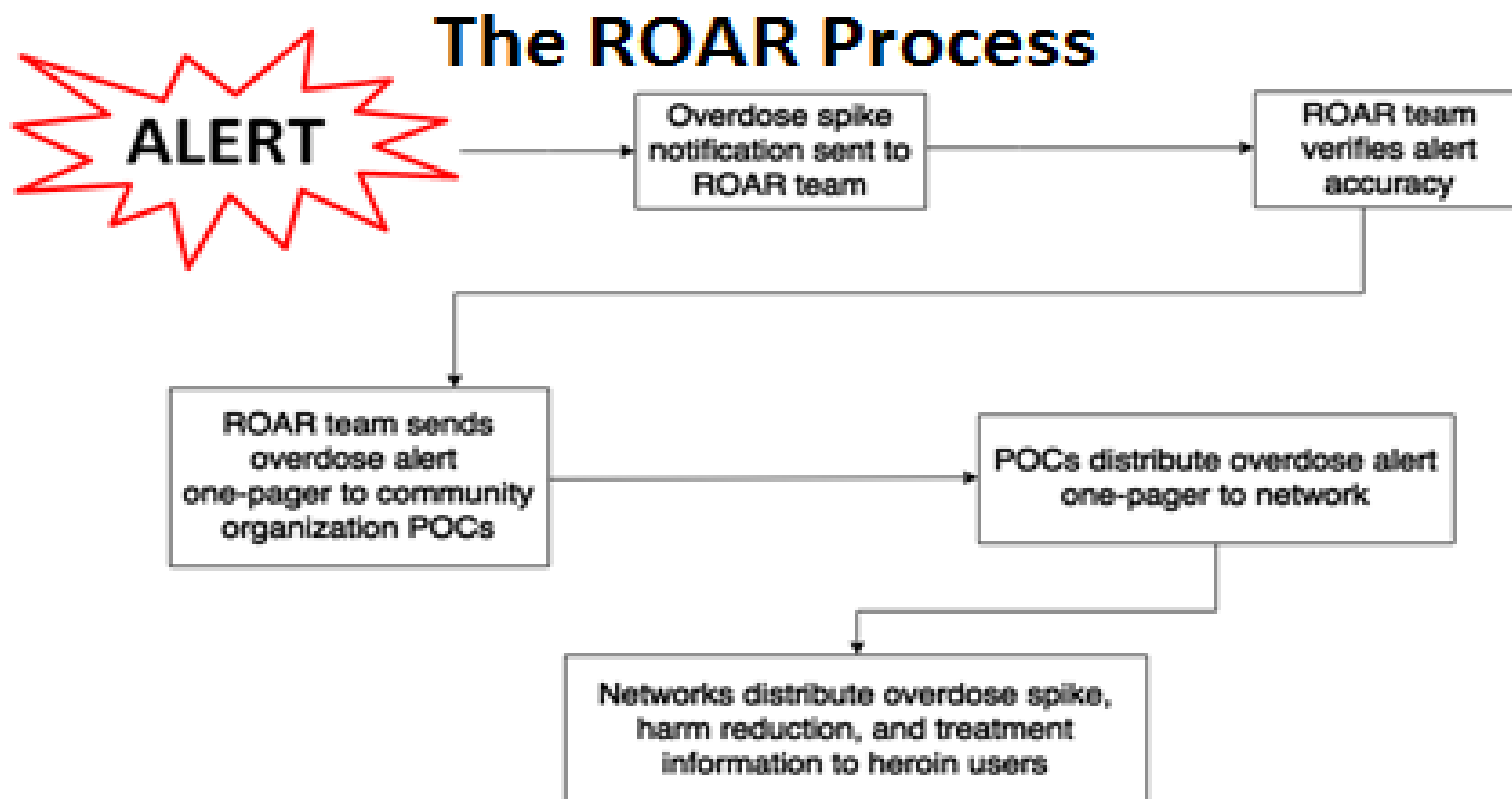 The ROAR Process
ALERT
Overdose spike
notification sent to
ROAR team
ROAR team
verifies alert
accuracy
ROAR team sends
overdose alert
one-pager to community
organization POCs
POCs distribute overdose alert
one-pager to network
Networks distribute overdose spike,
harm reduction, and treatment
information to heroin users